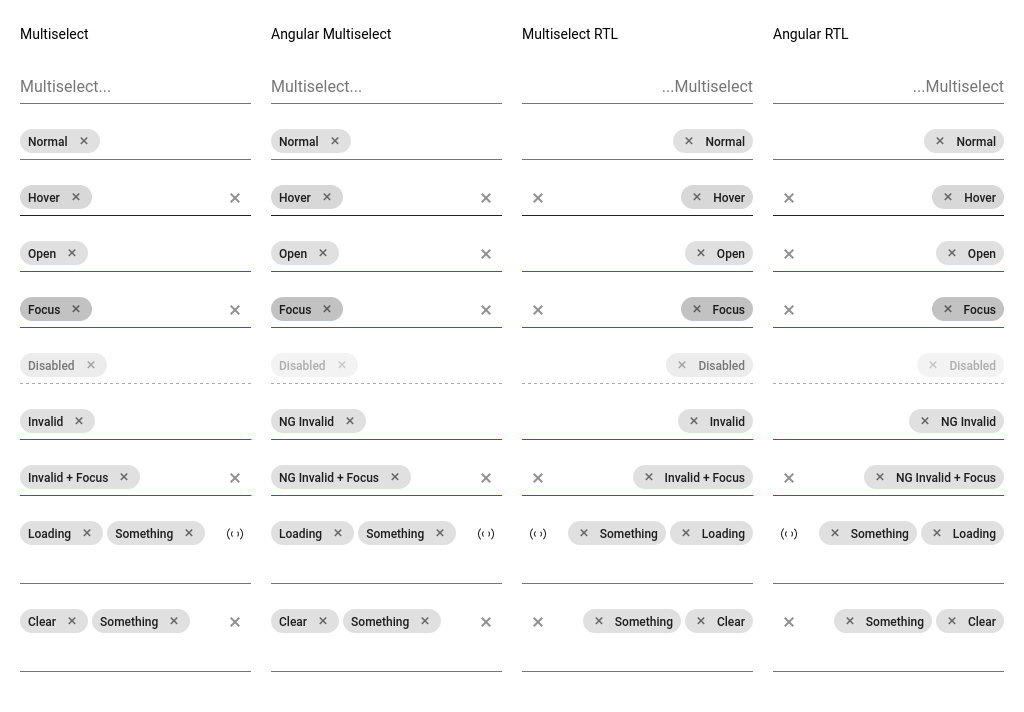 Multiselect Angular Multiselect Multiselect RTL Angular RTL
Multiselect... Multiselect... ...Multiselect ...Multiselect
Normal Normal Normal Normal
Hover Hover Hover Hover
Open Open Open Open
Focus Focus Focus Focus
Disabled Disabled Disabled Disabled
Invalid NG Invalid Invalid NG Invalid
Invalid + Focus NG Invalid + Focus Invalid + Focus NG Invalid + Focus
Loading Something Loading Something Something Loading Something Loading
Clear Something Clear Something Something Clear Something Clear